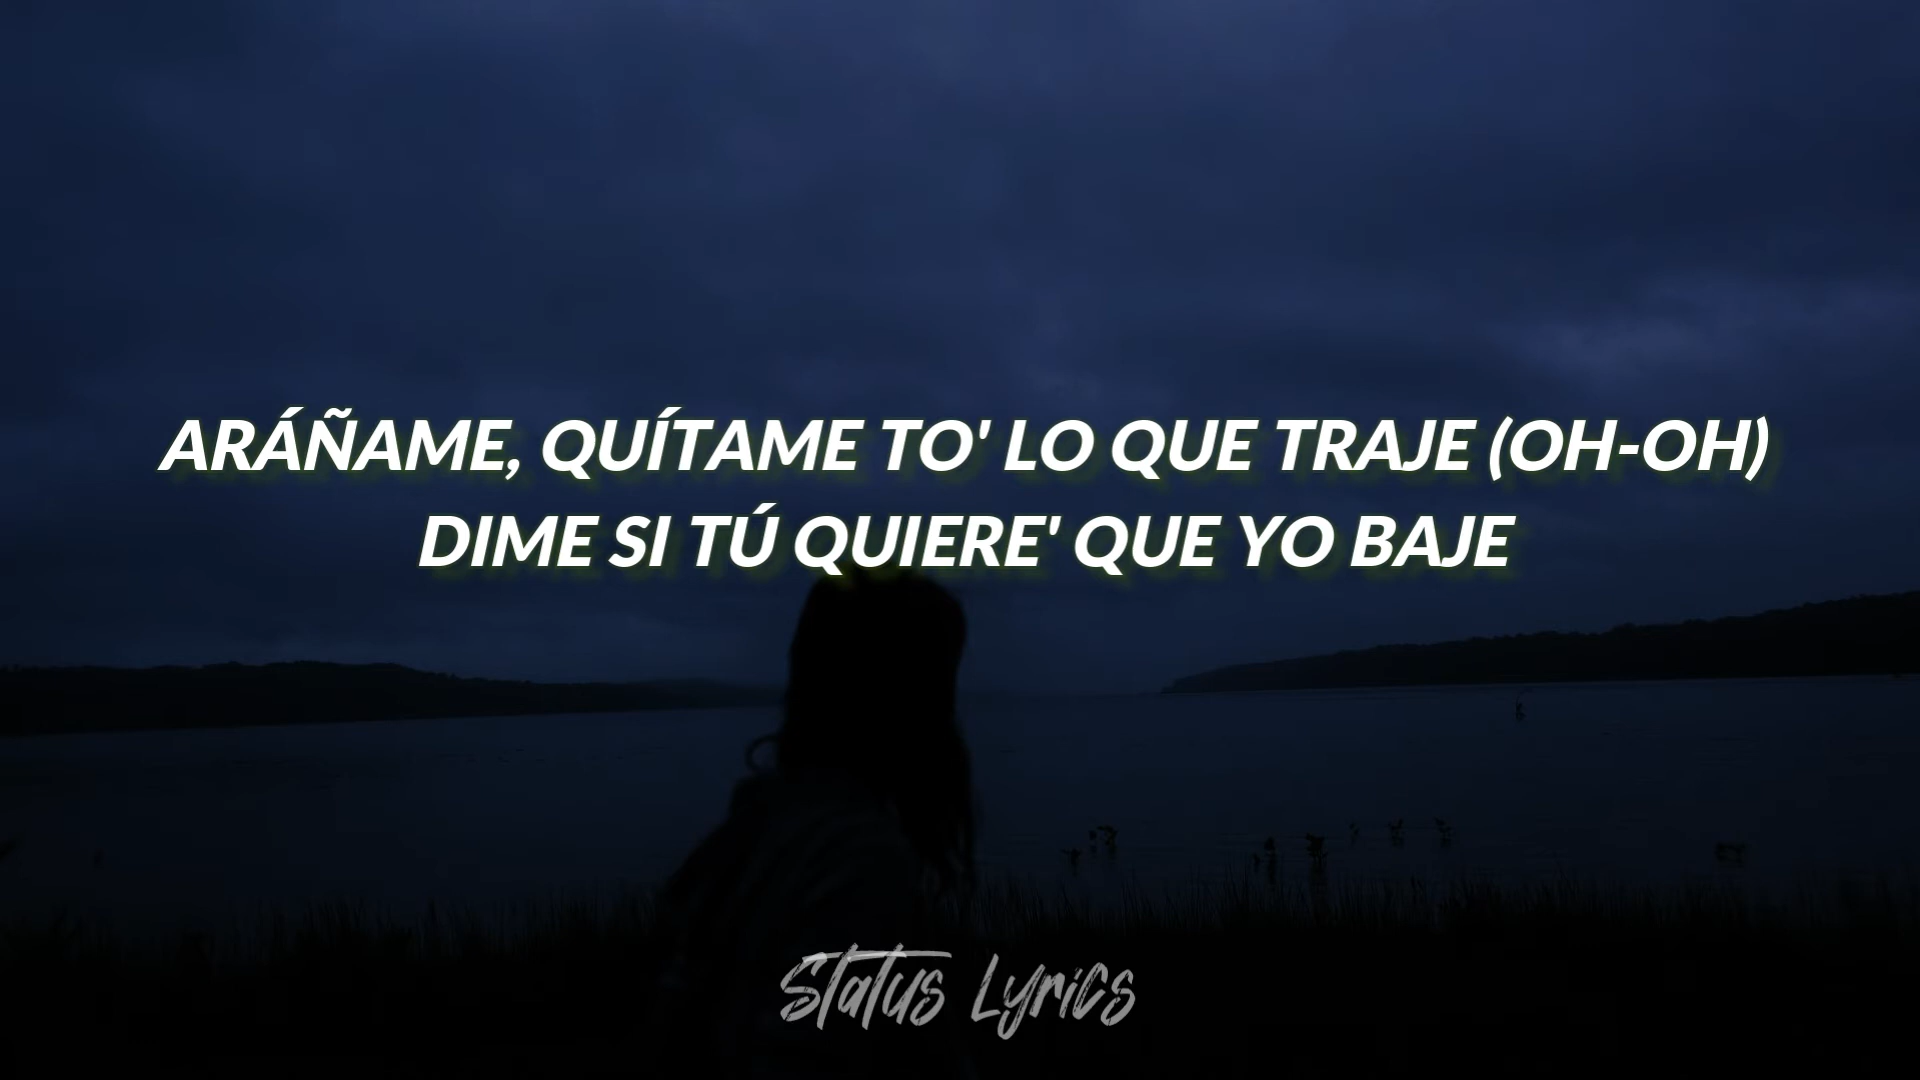 ARÁÑAME, QUÍTAME TO' LO QUE TRAJE (OH-OH)
DIME SI TÚ QUIERE' QUE YO BAJE
Status Lyrics